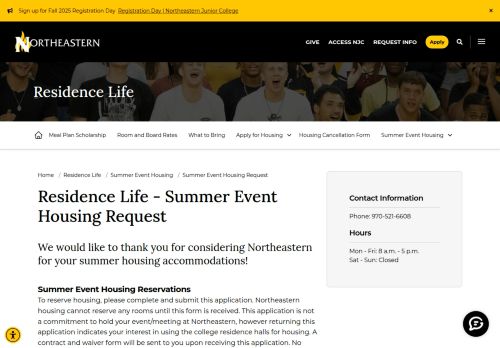 Sign up for Fall 2025 Registration Day Registration Day | Northeastern Junior College ×
NORTHEASTERN GIVE ACCESS NJC REQUEST INFO Apply
Residence Life
Meal Plan Scholarship Room and Board Rates What to Bring Apply for Housing Housing Cancellation Form Summer Event Housing
Home / Residence Life / Summer Event Housing / Summer Event Housing Request
Residence Life - Summer Event
Housing Request
We would like to thank you for considering Northeastern
for your summer housing accommodations!
Summer Event Housing Reservations
To reserve housing, please complete and submit this application. Northeastern
housing cannot reserve any rooms until this form is received. This application is not
a commitment to hold your event/meeting at Northeastern, however returning this
application indicates your interest in using the college residence halls for housing. A
contract and waiver form will be sent to you upon receiving this application. No
Contact Information
Phone: 970-521-6608
Hours
Mon - Fri: 8 a.m. - 5 p.m.
Sat - Sun: Closed